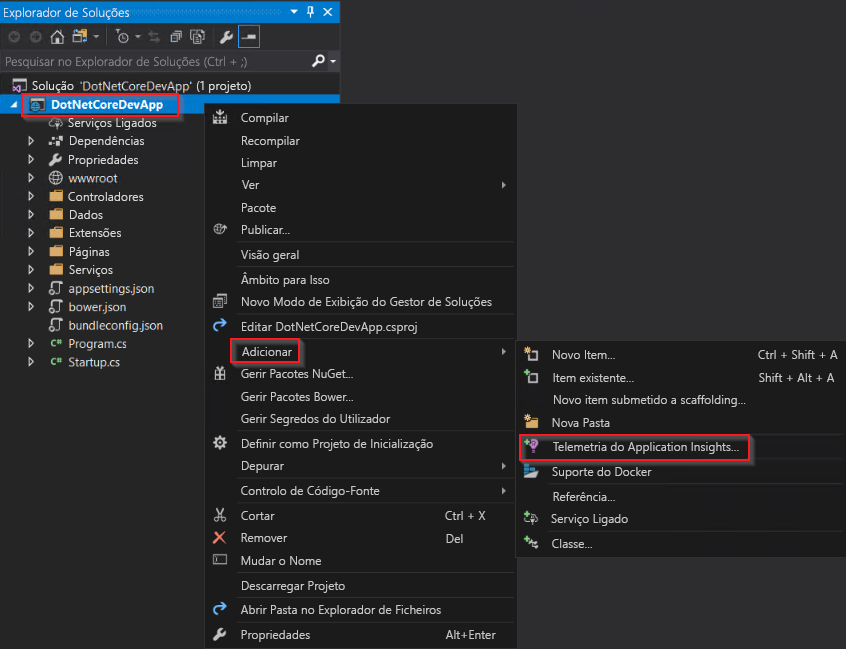 Explorador de Soluções
Pesquisar no Explorador de Soluções (Ctrl + ;)
Solução 'DotNetCoreDevApp' (1 projeto)
DotNetCoreDevApp
Serviços Ligados
Dependências
Propriedades
wwwroot
Controladores
Dados
Extensões
Páginas
Serviços
appsettings.json
bower.json
bundleconfig.json
C# Program.cs
C# Startup.cs
Compilar
Recompilar
Limpar
Ver
Pacote
Publicar...
Visão geral
Âmbito para Isso
Novo Modo de Exibição do Gestor de Soluções
Editar DotNetCoreDevApp.csproj
Adicionar
Gerir Pacotes NuGet...
Gerir Pacotes Bower...
Gerir Segredos do Utilizador
Definir como Projeto de Inicialização
Depurar
Controlo de Código-Fonte
Cortar Ctrl + X
Remover Del
Mudar o Nome
Descarregar Projeto
Abrir Pasta no Explorador de Ficheiros
Propriedades Alt+Enter
Novo Item... Ctrl + Shift + A
Item existente... Shift + Alt + A
Novo item submetido a scaffolding...
Nova Pasta
Telemetria do Application Insights...
Suporte do Docker
Referência...
Serviço Ligado
Classe...